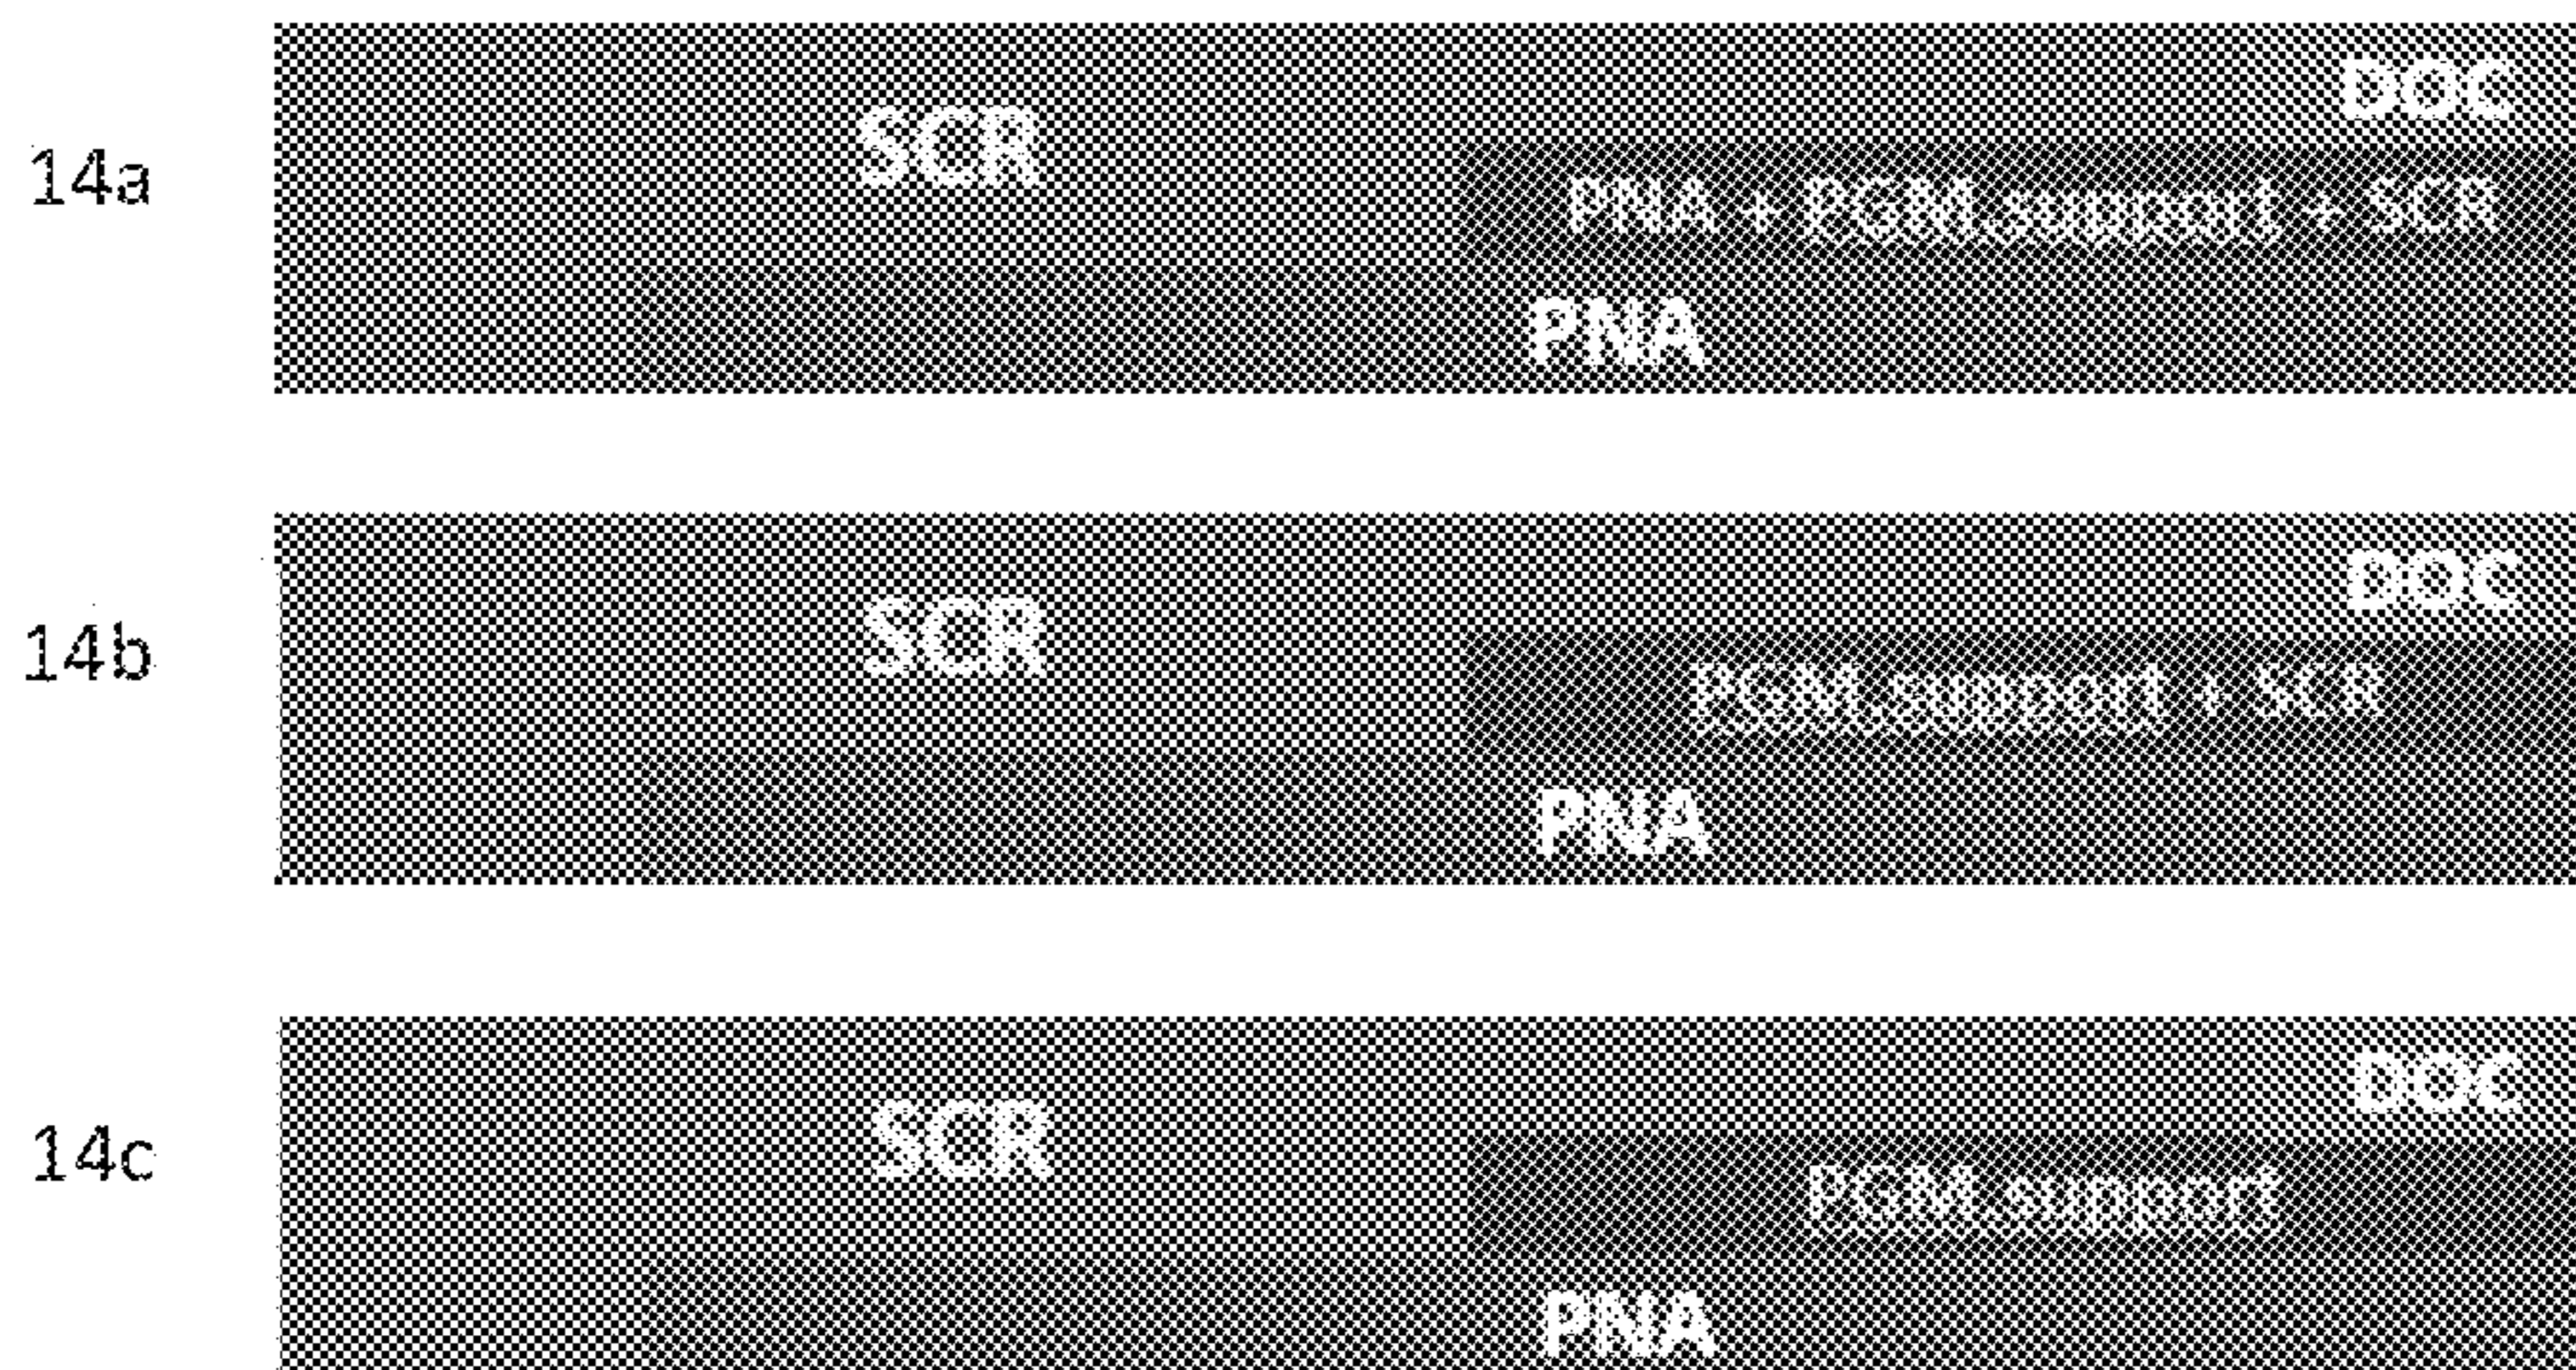 DOC
SCR
14a
PNA + PGM support + SCR
PNA
DOC
SCR
14b
PGM support + SCR
PNA
DOC
SCR
14c
PGM support
PNA